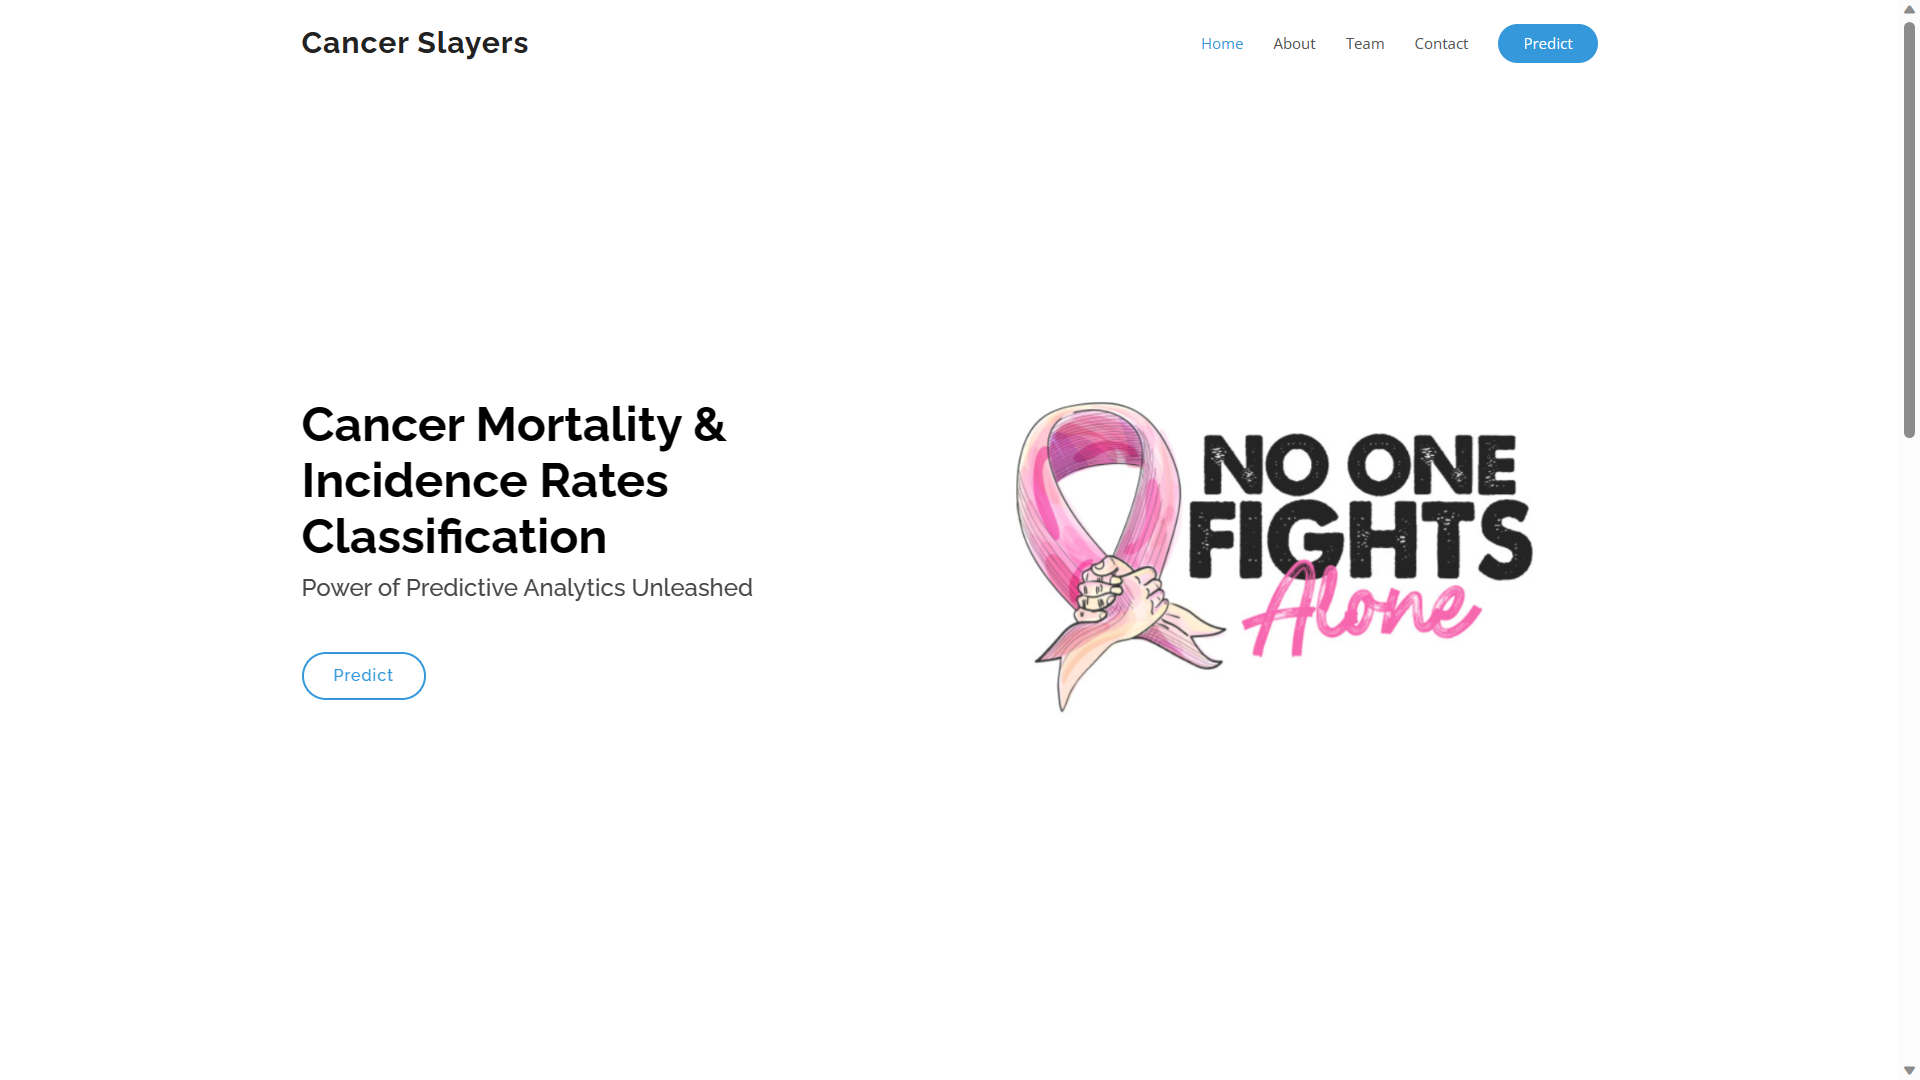 Cancer Slayers
Home About Team Contact Predict
Cancer Mortality &
Incidence Rates
Classification
Power of Predictive Analytics Unleashed
Predict
NO ONE
FIGHTS
Alone